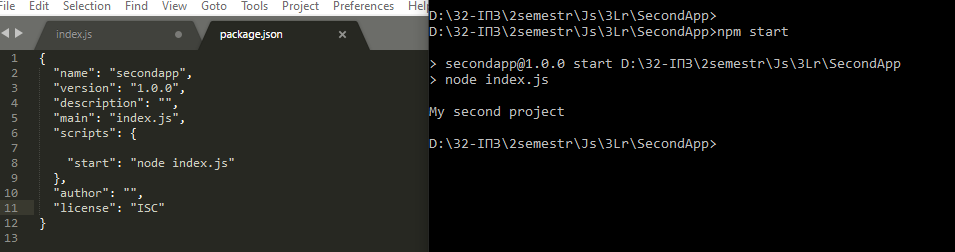 File Edit Selection Find View Goto Tools Project Preferences Help
index.js
package.json
1 {
2 "name": "secondapp",
3 "version": "1.0.0",
4 "description": "",
5 "main": "index.js",
6 "scripts": {
7
8 "start": "node index.js"
9 },
10 "author": "",
11 "license": "ISC"
12 }
13
D:\32-ІПЗ\2semestr\Js\3Lr\SecondApp>
D:\32-ІПЗ\2semestr\Js\3Lr\SecondApp>npm start
> secondapp@1.0.0 start D:\32-ІПЗ\2semestr\Js\3Lr\SecondApp
> node index.js
My second project
D:\32-ІПЗ\2semestr\Js\3Lr\SecondApp>